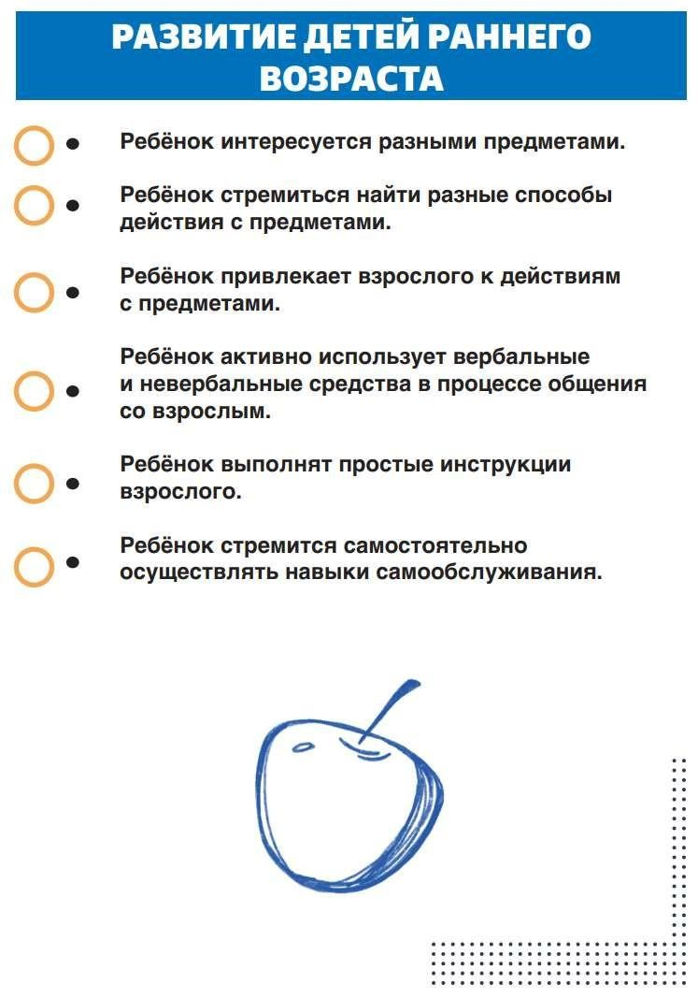 РАЗВИТИЕ ДЕТЕЙ РАННЕГО
ВОЗРАСТА
Ребёнок интересуется разными предметами.
Ребёнок стремиться найти разные способы
действия с предметами.
Ребёнок привлекает взрослого к действиям
с предметами.
Ребёнок активно использует вербальные
и невербальные средства в процессе общения
со взрослым.
Ребёнок выполнят простые инструкции
взрослого.
Ребёнок стремится самостоятельно
осуществлять навыки самообслуживания.